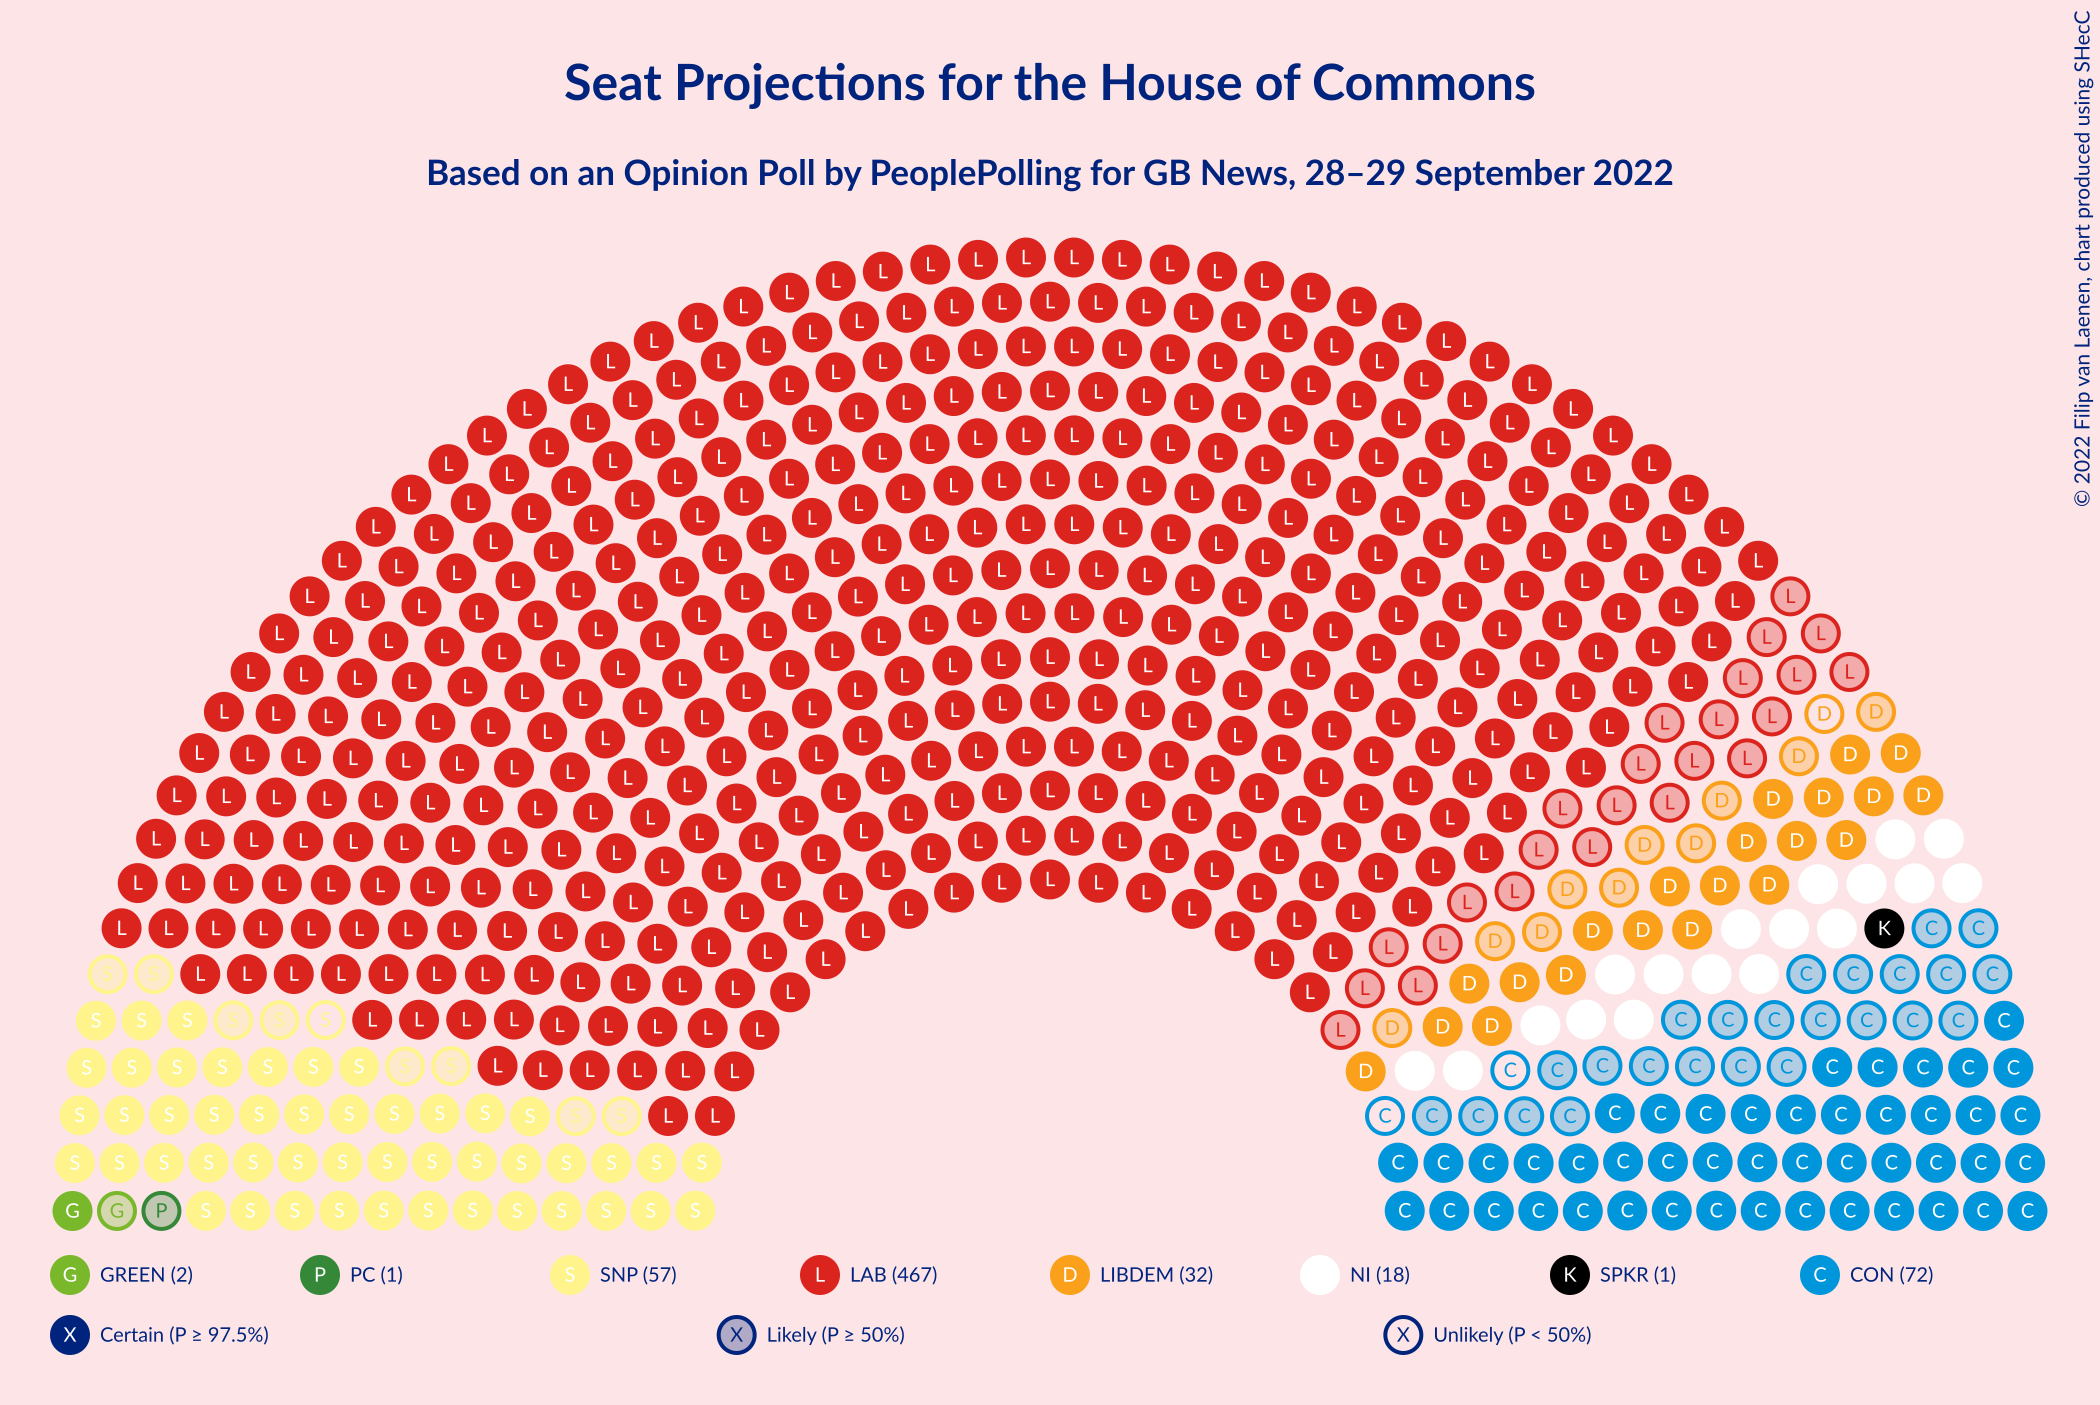 Seat Projections for the House of Commons
Based on an Opinion Poll by PeoplePolling for GB News, 28–29 September 2022
© 2022 Filip van Laenen, chart produced using SHecC
G GREEN (2) P PC (1) S SNP (57) L LAB (467) D LIBDEM (32) NI (18) K SPKR (1) C CON (72)
X Certain (P ≥ 97.5%) X Likely (P ≥ 50%) X Unlikely (P < 50%)